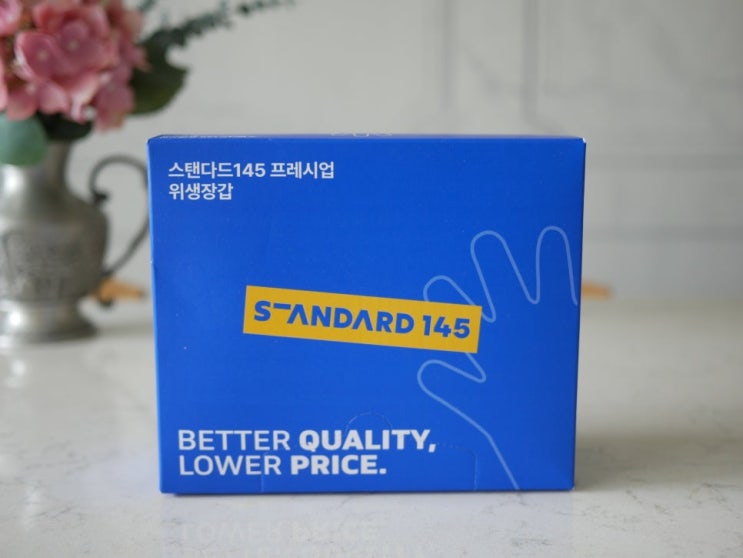 스탠다드145 프레시업
위생장갑
STANDARD 145
BETTER QUALITY,
LOWER PRICE.